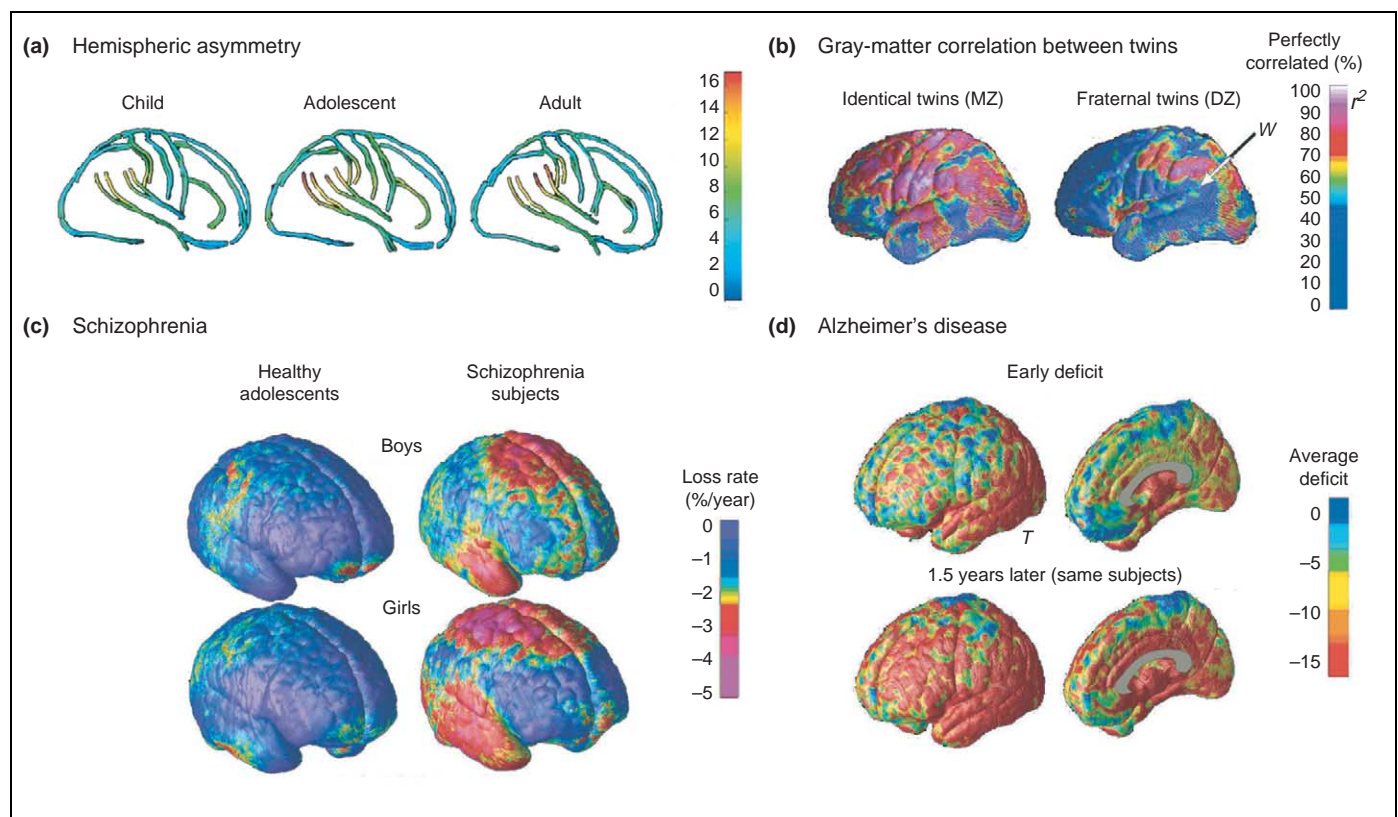 (a) Hemispheric asymmetry
Child
Adolescent
Adult
16
14
12
10
8
6
4
2
0
(b) Gray-matter correlation between twins
Perfectly
correlated (%)
Identical twins (MZ)
Fraternal twins (DZ)
W
100
90
80
70
60
50
40
30
20
10
0
r²
(c) Schizophrenia
Healthy
adolescents
Schizophrenia
subjects
Boys
Girls
Loss rate
(%/year)
0
–1
–2
–3
–4
–5
(d) Alzheimer's disease
Early deficit
T
1.5 years later (same subjects)
Average
deficit
0
–5
–10
–15